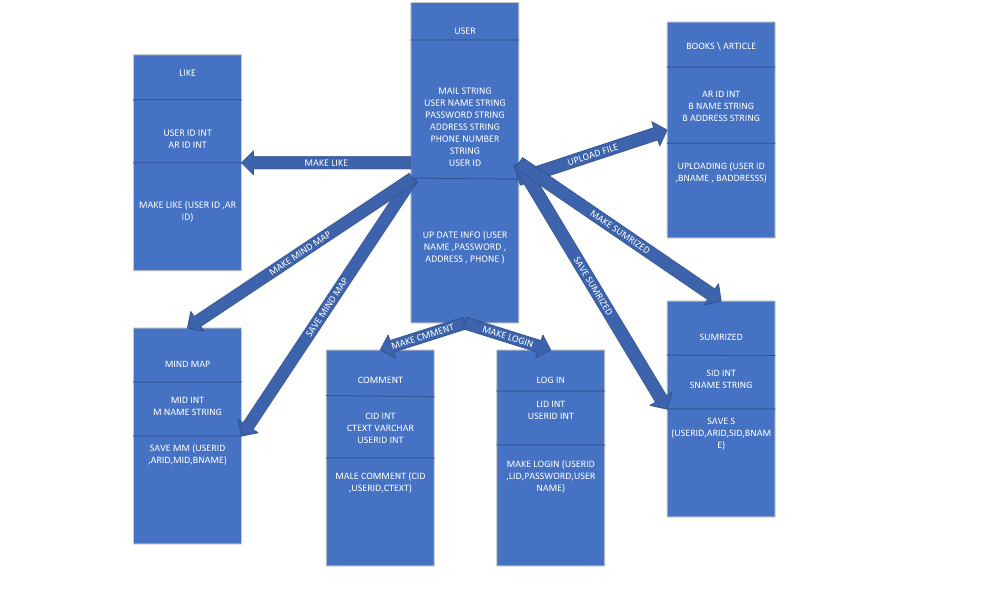 USER
MAIL STRING
USER NAME STRING
PASSWORD STRING
ADDRESS STRING
PHONE NUMBER
STRING
USER ID
UP DATE INFO (USER
NAME ,PASSWORD ,
ADDRESS , PHONE )
LIKE
USER ID INT
AR ID INT
MAKE LIKE (USER ID ,AR
ID)
BOOKS \ ARTICLE
AR ID INT
B NAME STRING
B ADDRESS STRING
UPLOADING (USER ID
,BNAME , BADDRESSS)
MAKE LIKE
UPLOAD FILE
MAKE MIND MAP
SAVE MIND MAP
MAKE SUMRIZED
SAVE SUMRIZED
MAKE CMMENT
MAKE LOGIN
MIND MAP
MID INT
M NAME STRING
SAVE MM (USERID
,ARID,MID,BNAME)
COMMENT
CID INT
CTEXT VARCHAR
USERID INT
MALE COMMENT (CID
,USERID,CTEXT)
LOG IN
LID INT
USERID INT
MAKE LOGIN (USERID
,LID,PASSWORD,USER
NAME)
SUMRIZED
SID INT
SNAME STRING
SAVE S
(USERID,ARID,SID,BNAM
E)